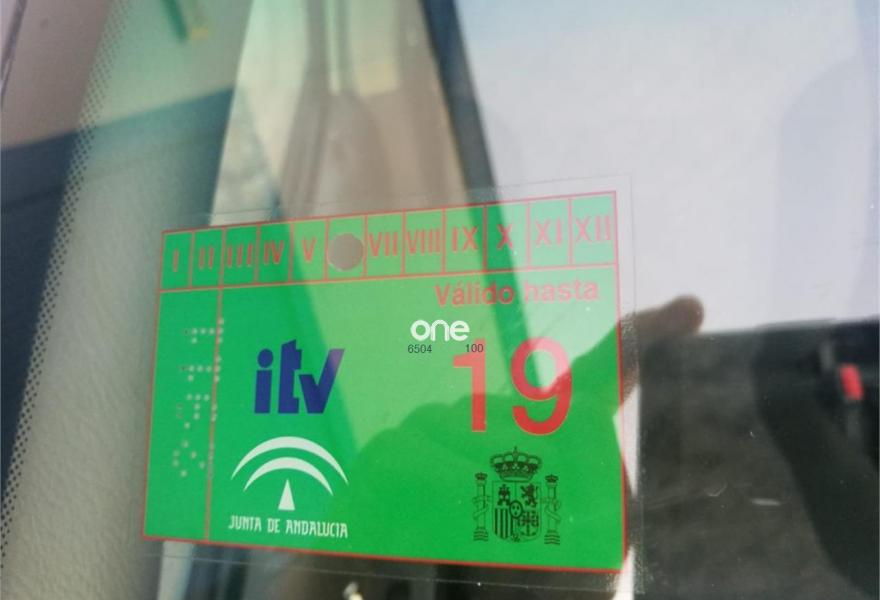 I II III IV V VII VIII IX X XI XII
Válido hasta
one
6504 100
itv 19
JUNTA DE ANDALUCIA